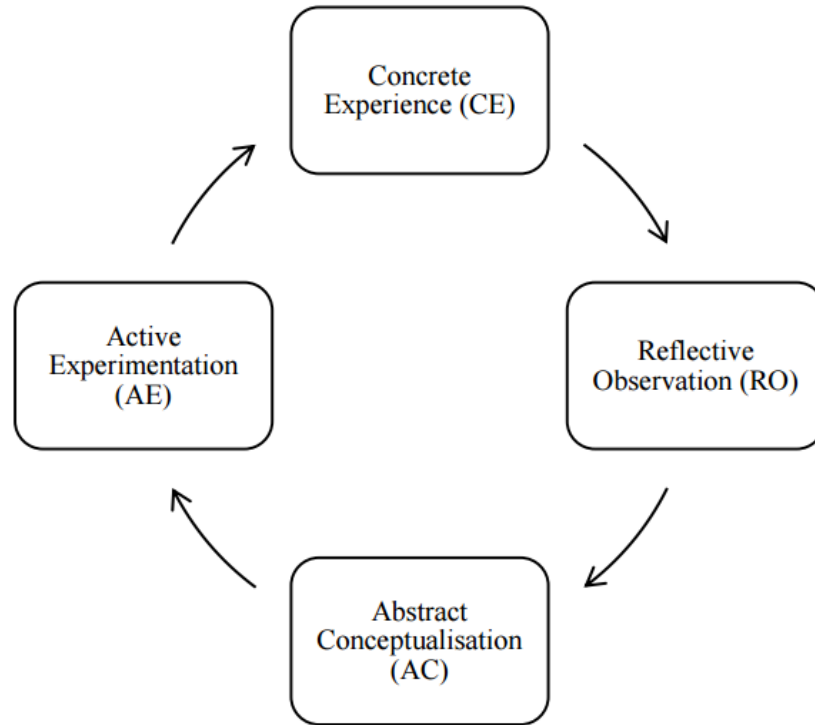 Concrete
Experience (CE)
Active
Experimentation
(AE)
Reflective
Observation (RO)
Abstract
Conceptualisation
(AC)